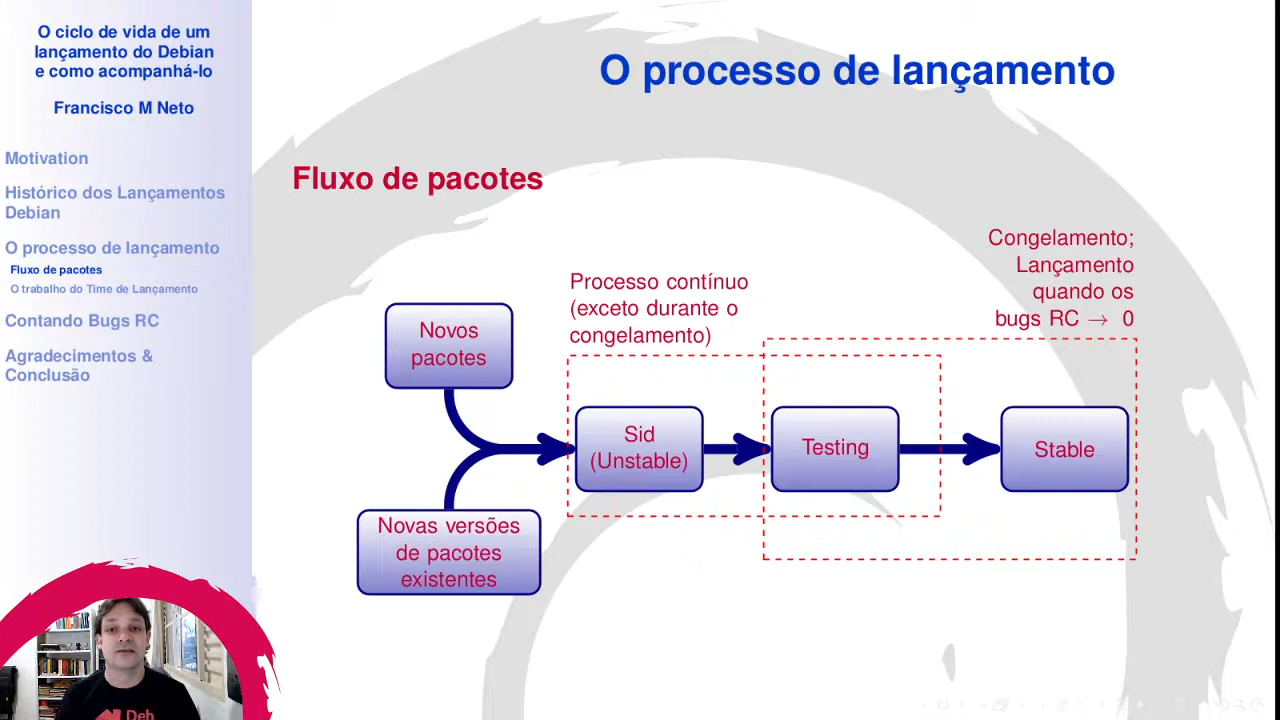 O ciclo de vida de um
lançamento do Debian
e como acompanhá-lo
Francisco M Neto
Motivation
Histórico dos Lançamentos
Debian
O processo de lançamento
Fluxo de pacotes
O trabalho do Time de Lançamento
Contando Bugs RC
Agradecimentos &
Conclusão
O processo de lançamento
Fluxo de pacotes
Congelamento;
Lançamento
quando os
bugs RC → 0
Processo contínuo
(exceto durante o
congelamento)
Novos
pacotes
Sid
(Unstable)
Testing
Stable
Novas versões
de pacotes
existentes
Deb